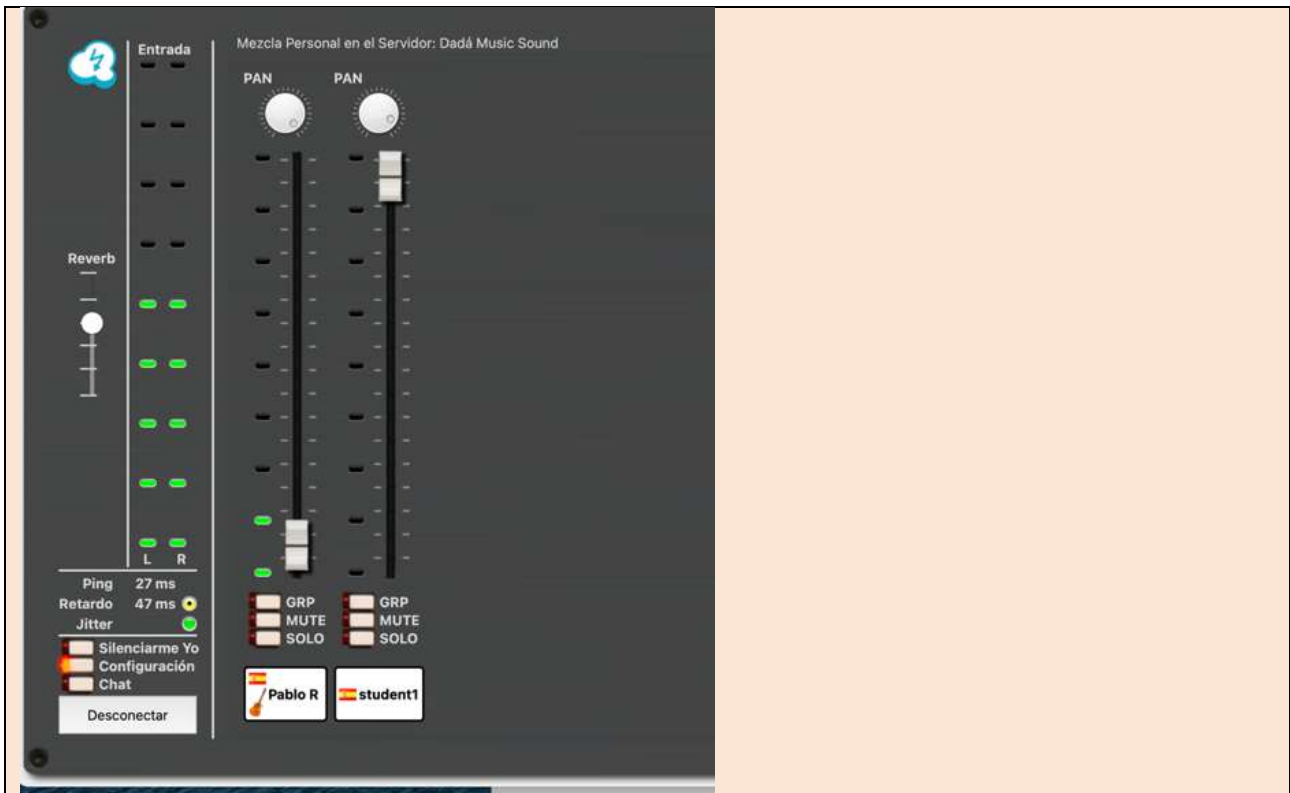 Entrada
Mezcla Personal en el Servidor: Dadá Music Sound
PAN PAN
Reverb
L R
Ping 27 ms
Retardo 47 ms
Jitter
Silenciarme Yo
Configuración
Chat
Desconectar
GRP GRP
MUTE MUTE
SOLO SOLO
Pablo R student1